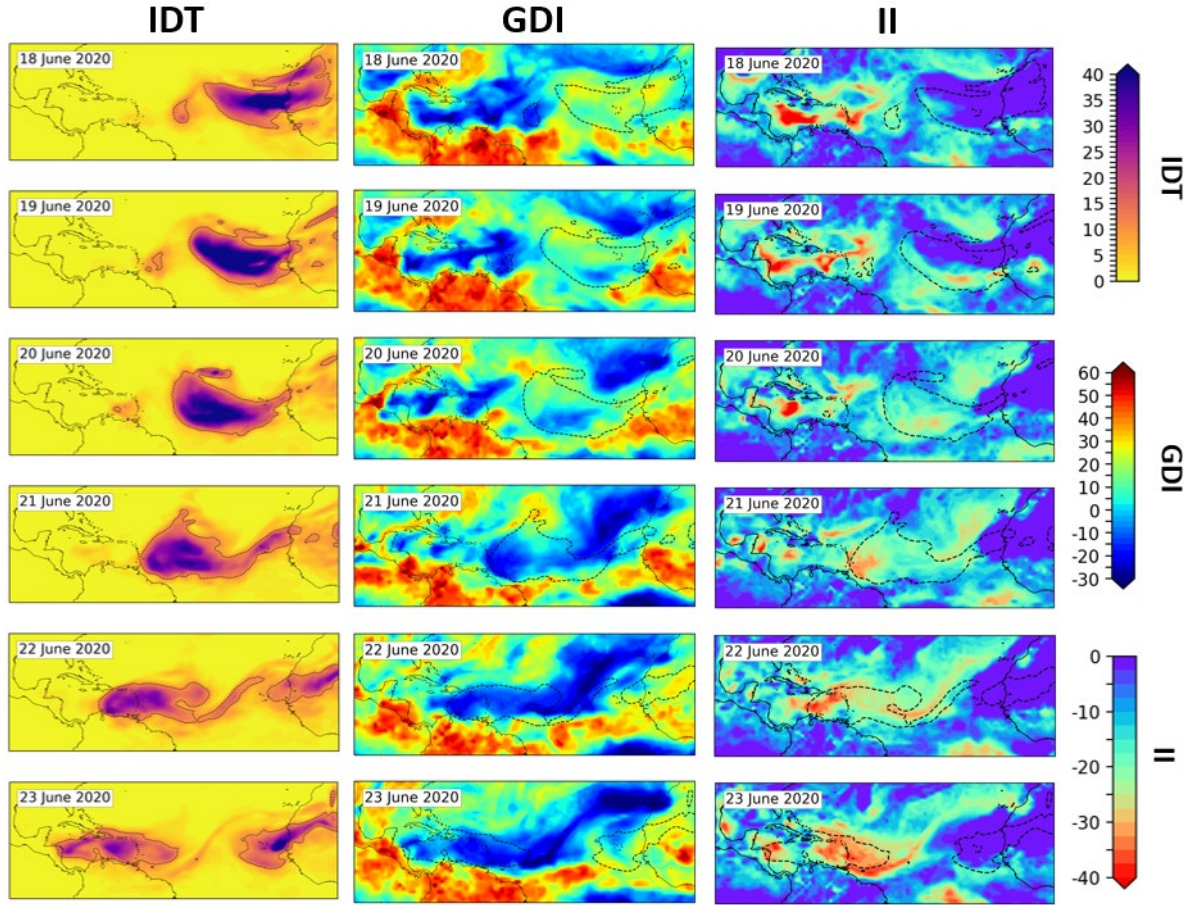 IDT GDI II
18 June 2020 18 June 2020 18 June 2020
19 June 2020 19 June 2020 19 June 2020
20 June 2020 20 June 2020 20 June 2020
21 June 2020 21 June 2020 21 June 2020
22 June 2020 22 June 2020 22 June 2020
23 June 2020 23 June 2020 23 June 2020
40
35
30
25
20
15
10
5
0
IDT
60
50
40
30
20
10
0
-10
-20
-30
GDI
0
-10
-20
-30
-40
II